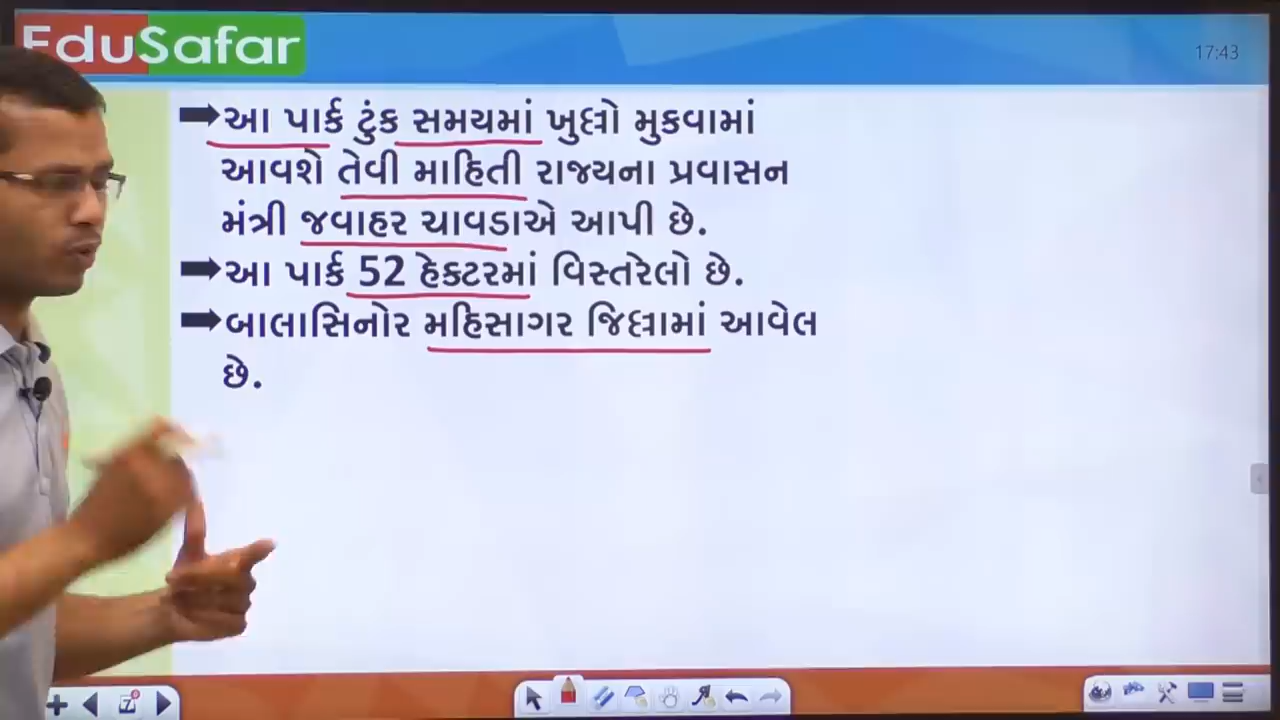 EduSafar
17:43
➡આ પાર્ક ટુંક સમયમાં ખુલ્લો મુકવામાં
આવશે તેવી માહિતી રાજ્યના પ્રવાસન
મંત્રી જવાહર ચાવડાએ આપી છે.
➡આ પાર્ક 52 હેક્ટરમાં વિસ્તરેલો છે.
➡બાલાસિનોર મહિસાગર જિલ્લામાં આવેલ
છે.